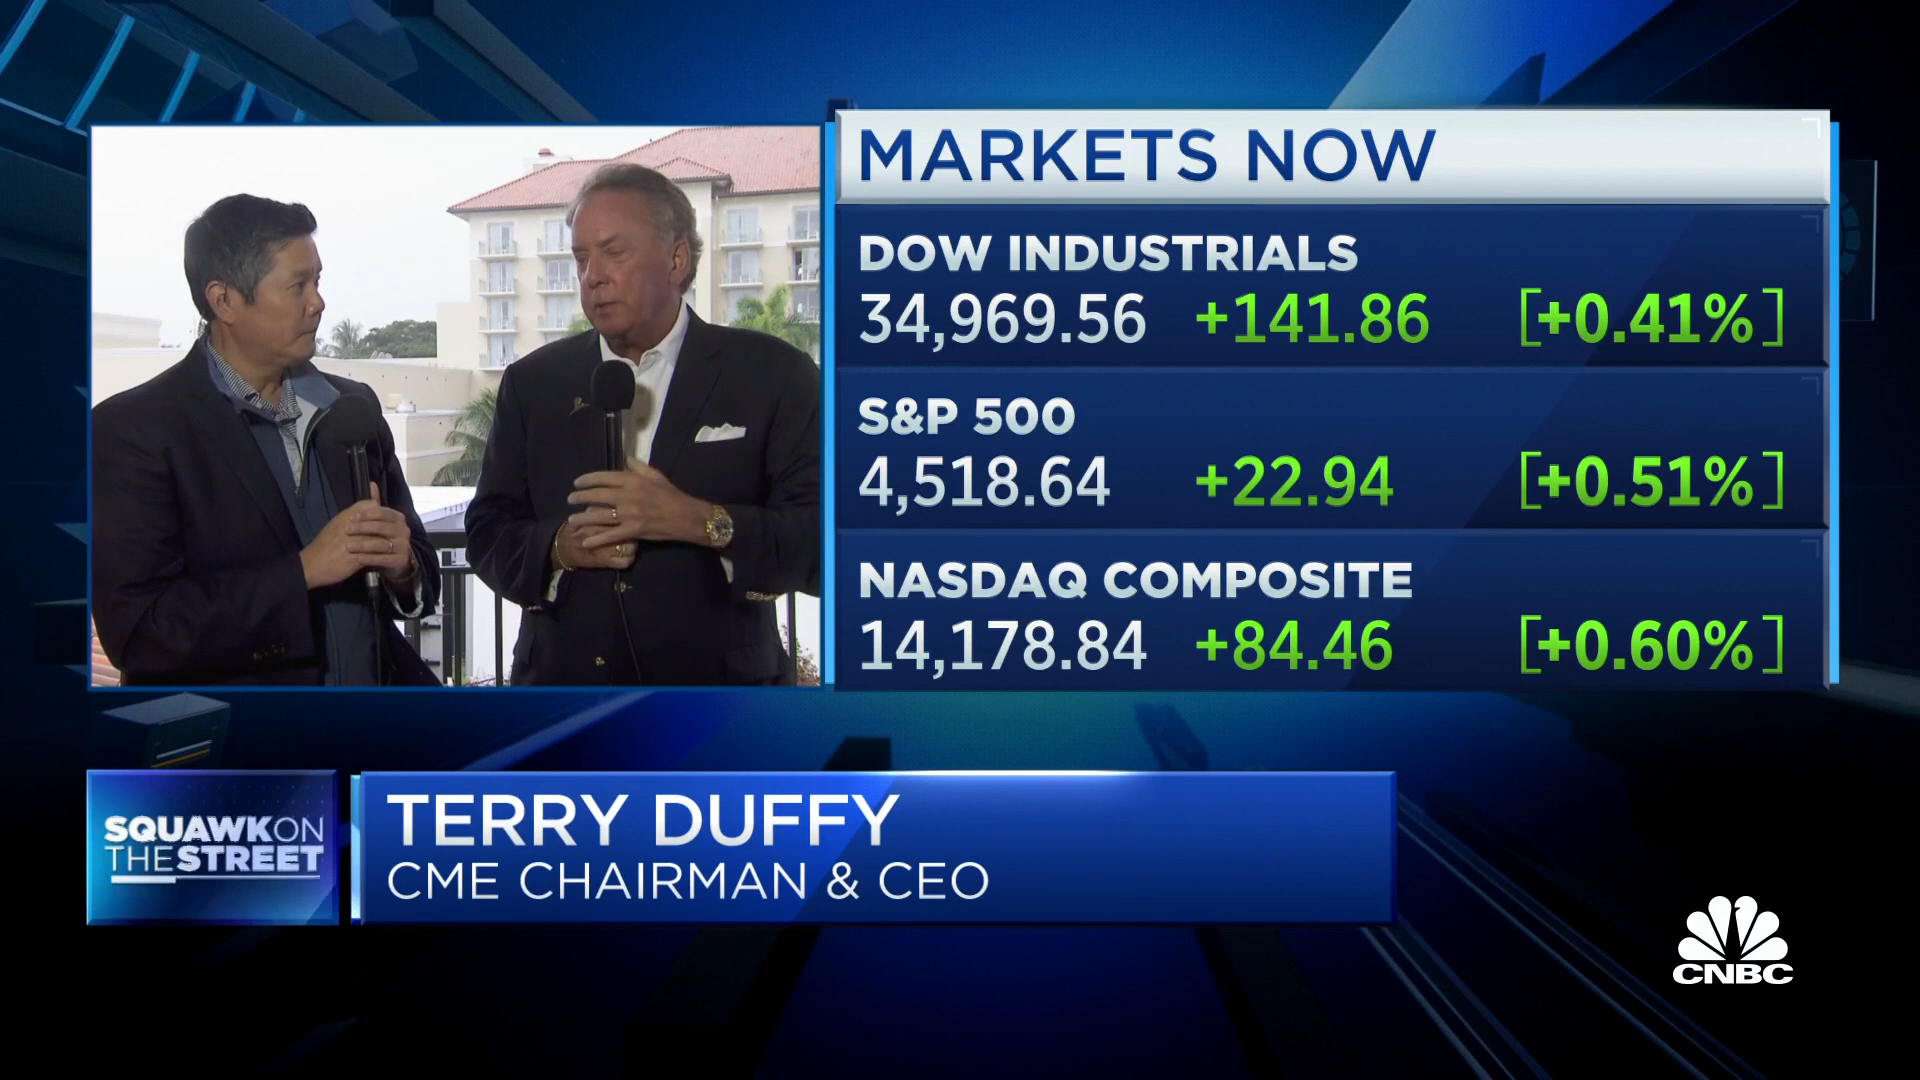 MARKETS NOW
DOW INDUSTRIALS
34,969.56 +141.86 [+0.41%]
S&P 500
4,518.64 +22.94 [+0.51%]
NASDAQ COMPOSITE
14,178.84 +84.46 [+0.60%]
SQUAWK ON
THE STREET
TERRY DUFFY
CME CHAIRMAN & CEO
CNBC